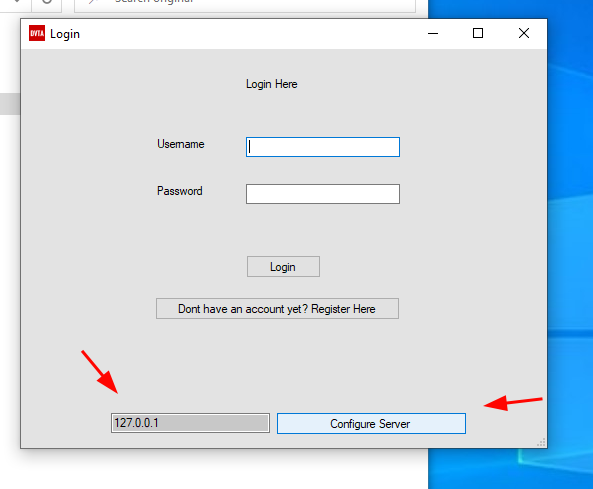 Search original
DVTA Login
Login Here
Username
Password
Login
Dont have an account yet? Register Here
127.0.0.1 Configure Server